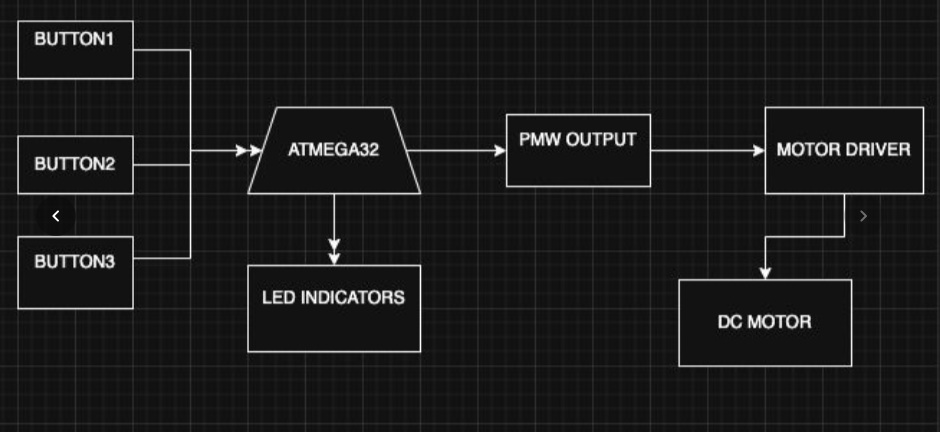 BUTTON1
BUTTON2
BUTTON3
ATMEGA32
LED INDICATORS
PMW OUTPUT
MOTOR DRIVER
DC MOTOR